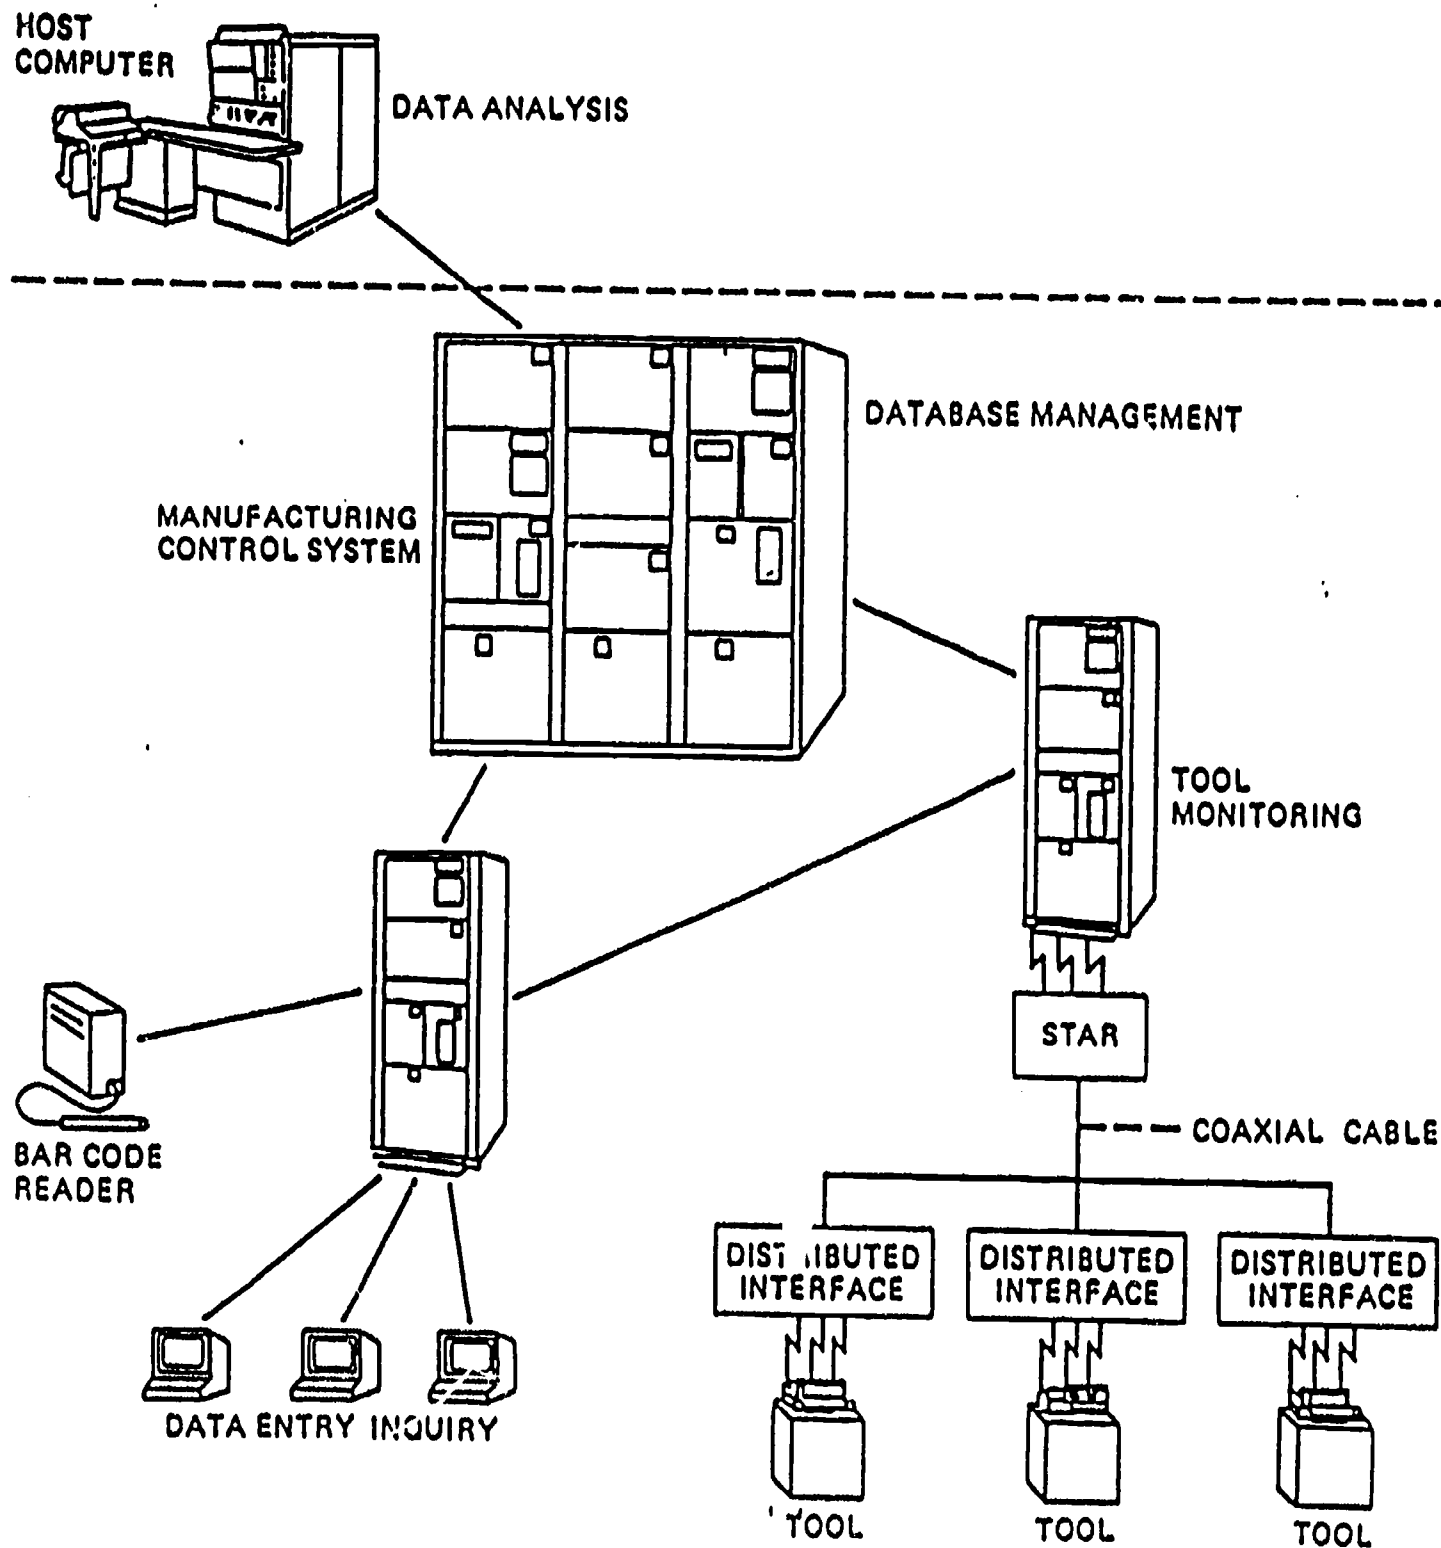 HOST
COMPUTER
DATA ANALYSIS
DATABASE MANAGEMENT
MANUFACTURING
CONTROL SYSTEM
TOOL
MONITORING
STAR
COAXIAL CABLE
BAR CODE
READER
DISTRIBUTED
INTERFACE
DISTRIBUTED
INTERFACE
DISTRIBUTED
INTERFACE
DATA ENTRY INQUIRY
TOOL
TOOL
TOOL